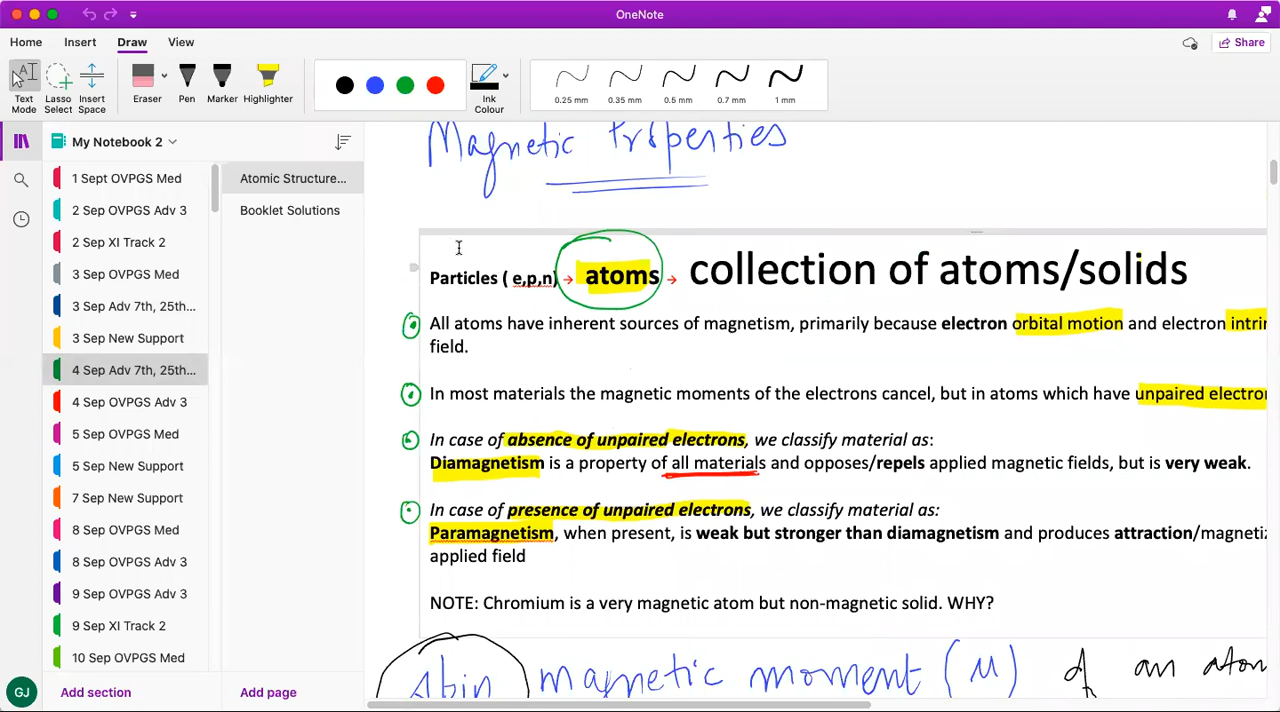 OneNote
Home Insert Draw View
Share
Text Mode
Lasso Select
Insert Space
Eraser
Pen
Marker
Highlighter
Ink Colour
0.25 mm 0.35 mm 0.5 mm 0.7 mm 1 mm
My Notebook 2
1 Sept OVPGS Med
2 Sep OVPGS Adv 3
2 Sep XI Track 2
3 Sep OVPGS Med
3 Sep Adv 7th, 25th...
3 Sep New Support
4 Sep Adv 7th, 25th...
4 Sep OVPGS Adv 3
5 Sep OVPGS Med
5 Sep New Support
7 Sep New Support
8 Sep OVPGS Med
8 Sep OVPGS Adv 3
9 Sep OVPGS Adv 3
9 Sep XI Track 2
10 Sep OVPGS Med
GJ
Add section
Atomic Structure...
Booklet Solutions
Add page
Magnetic Properties
Particles ( e,p,n) → atoms → collection of atoms/solids
All atoms have inherent sources of magnetism, primarily because electron orbital motion and electron intri
field.
In most materials the magnetic moments of the electrons cancel, but in atoms which have unpaired electro
In case of absence of unpaired electrons, we classify material as:
Diamagnetism is a property of all materials and opposes/repels applied magnetic fields, but is very weak.
In case of presence of unpaired electrons, we classify material as:
Paramagnetism, when present, is weak but stronger than diamagnetism and produces attraction/magnetiz
applied field
NOTE: Chromium is a very magnetic atom but non-magnetic solid. WHY?
spin magnetic moment (μ) of an atom